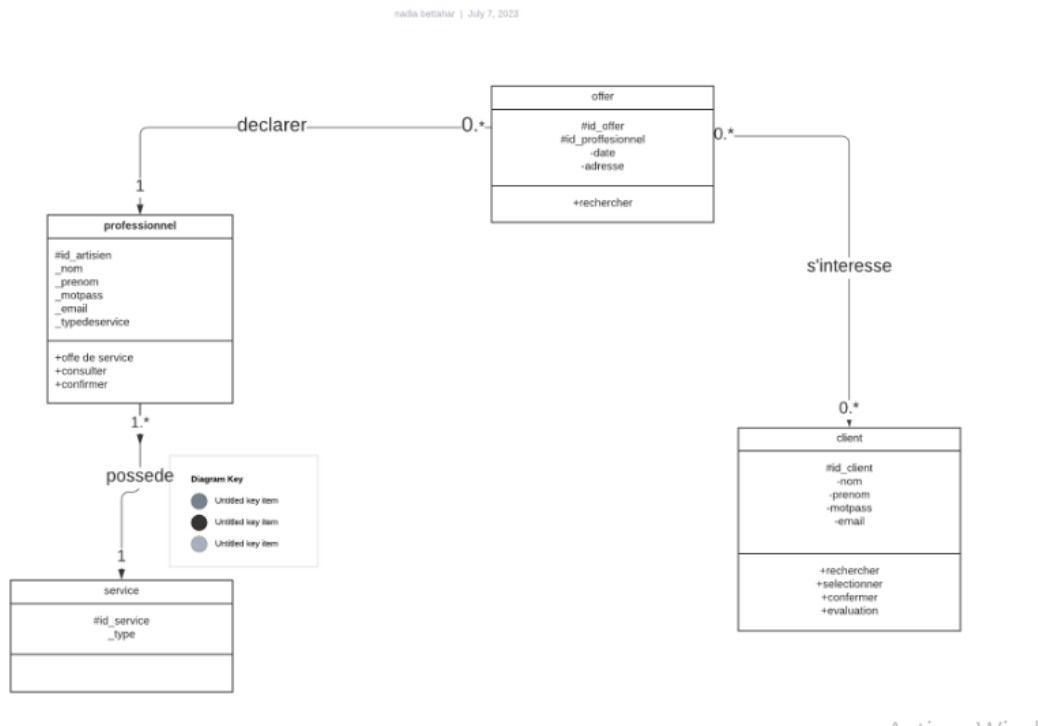 nadia bettahar | July 7, 2023
offer
#id_offer
#id_proffesionnel
-date
-adresse
+rechercher
declarer
0.*
1
0.*
s'interesse
0.*
professionnel
#id_artisien
_nom
_prenom
_motpass
_email
_typedeservice
+offe de service
+consulter
+confirmer
1.*
possede
1
Diagram Key
Untitled key item
Untitled key item
Untitled key item
service
#id_service
_type
client
#id_client
-nom
-prenom
-motpass
-email
+rechercher
+selectionner
+confermer
+evaluation